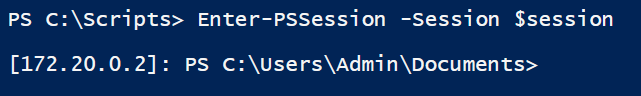 PS C:\Scripts> Enter-PSSession -Session $session
[172.20.0.2]: PS C:\Users\Admin\Documents>